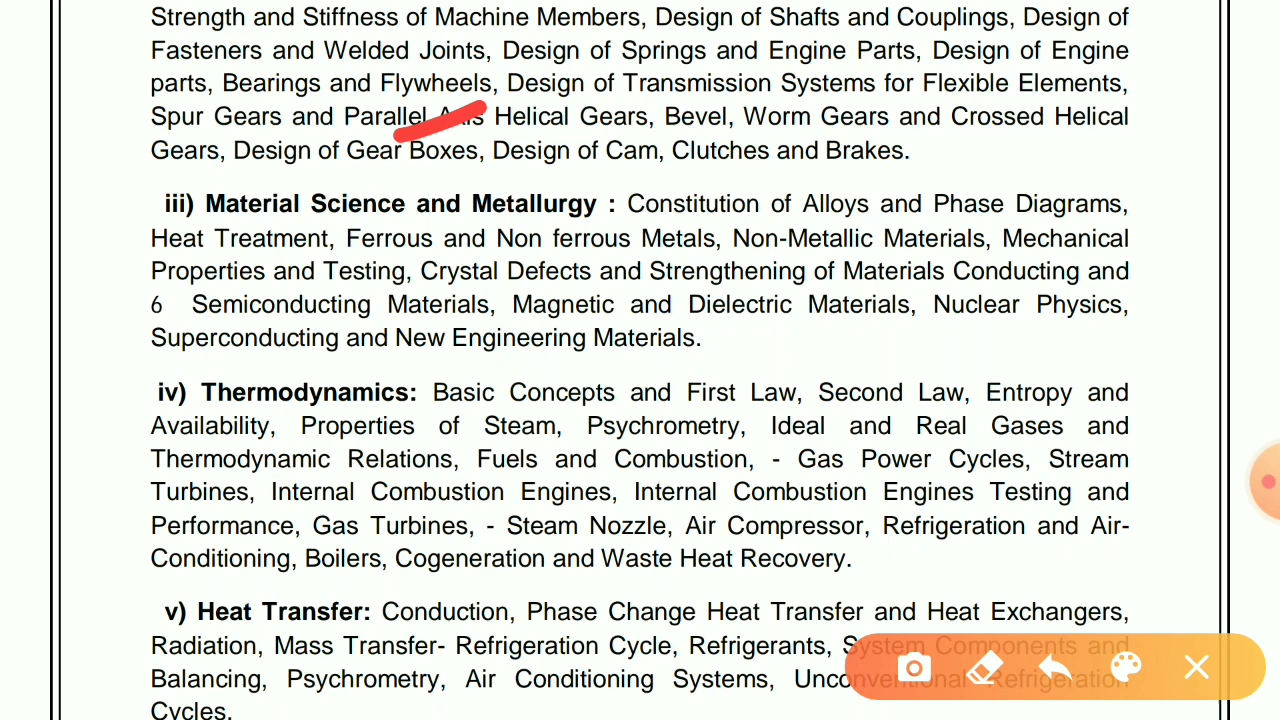 Strength and Stiffness of Machine Members, Design of Shafts and Couplings, Design of
Fasteners and Welded Joints, Design of Springs and Engine Parts, Design of Engine
parts, Bearings and Flywheels, Design of Transmission Systems for Flexible Elements,
Spur Gears and Parallel Axis Helical Gears, Bevel, Worm Gears and Crossed Helical
Gears, Design of Gear Boxes, Design of Cam, Clutches and Brakes.
iii) Material Science and Metallurgy : Constitution of Alloys and Phase Diagrams,
Heat Treatment, Ferrous and Non ferrous Metals, Non-Metallic Materials, Mechanical
Properties and Testing, Crystal Defects and Strengthening of Materials Conducting and
6 Semiconducting Materials, Magnetic and Dielectric Materials, Nuclear Physics,
Superconducting and New Engineering Materials.
iv) Thermodynamics: Basic Concepts and First Law, Second Law, Entropy and
Availability, Properties of Steam, Psychrometry, Ideal and Real Gases and
Thermodynamic Relations, Fuels and Combustion, - Gas Power Cycles, Stream
Turbines, Internal Combustion Engines, Internal Combustion Engines Testing and
Performance, Gas Turbines, - Steam Nozzle, Air Compressor, Refrigeration and Air-
Conditioning, Boilers, Cogeneration and Waste Heat Recovery.
v) Heat Transfer: Conduction, Phase Change Heat Transfer and Heat Exchangers,
Radiation, Mass Transfer- Refrigeration Cycle, Refrigerants, System Components and
Balancing, Psychrometry, Air Conditioning Systems, Unconventional Refrigeration
Cycles.